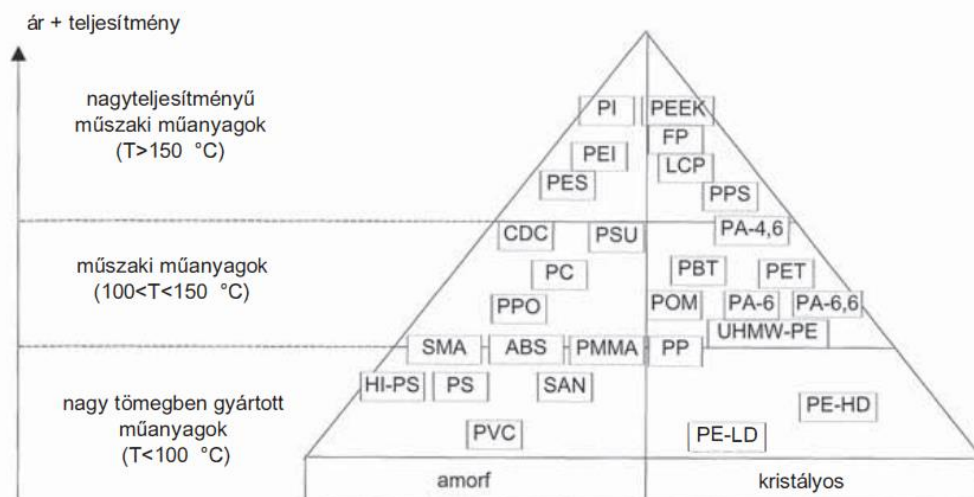 ár + teljesítmény
nagyteljesítményű
műszaki műanyagok
(T>150 °C)
PI PEEK
FP
PEI LCP
PES PPS
CDC PSU PA-4,6
műszaki műanyagok
(100<T<150 °C)
PC PBT PET
PPO POM PA-6 PA-6,6
UHMW-PE
SMA ABS PMMA PP
HI-PS PS SAN
nagy tömegben gyártott
műanyagok
(T<100 °C)
PE-HD
PVC PE-LD
amorf kristályos